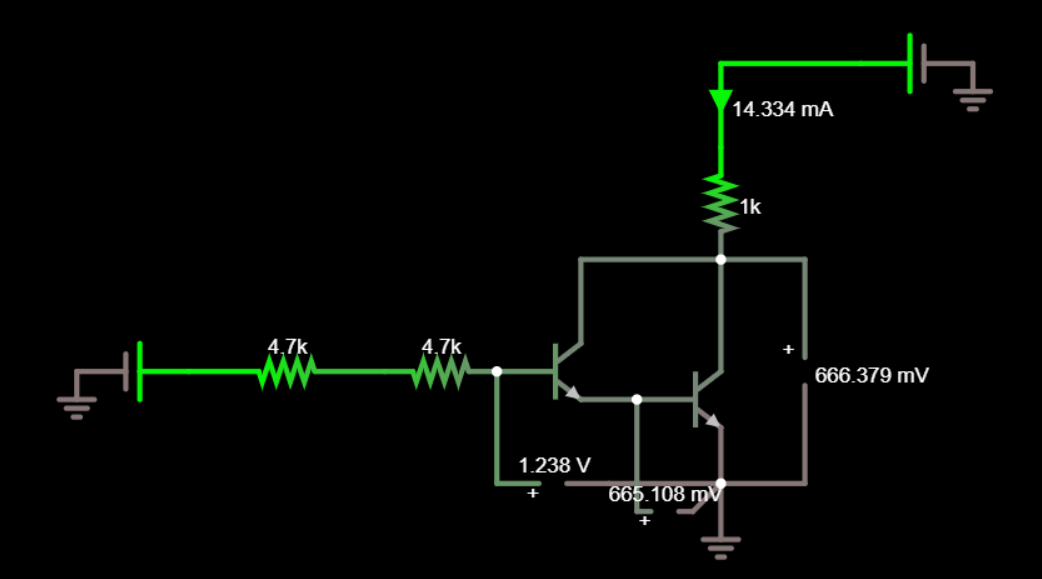 14.334 mA
1k
4.7k
4.7k
+
666.379 mV
1.238 V
+
665.108 mV
+